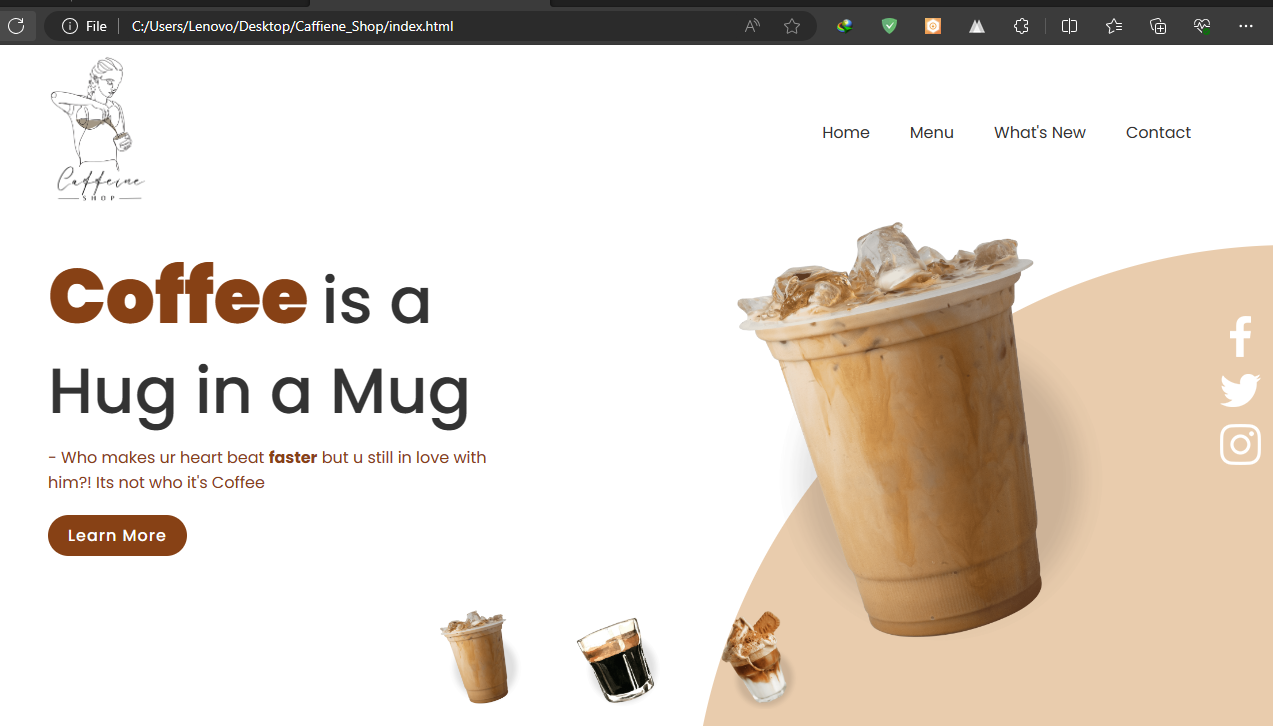 File
C:/Users/Lenovo/Desktop/Caffiene_Shop/index.html
Caffeine
SHOP
Home
Menu
What's New
Contact
Coffee is a
Hug in a Mug
- Who makes ur heart beat faster but u still in love with
him?! Its not who it's Coffee
Learn More